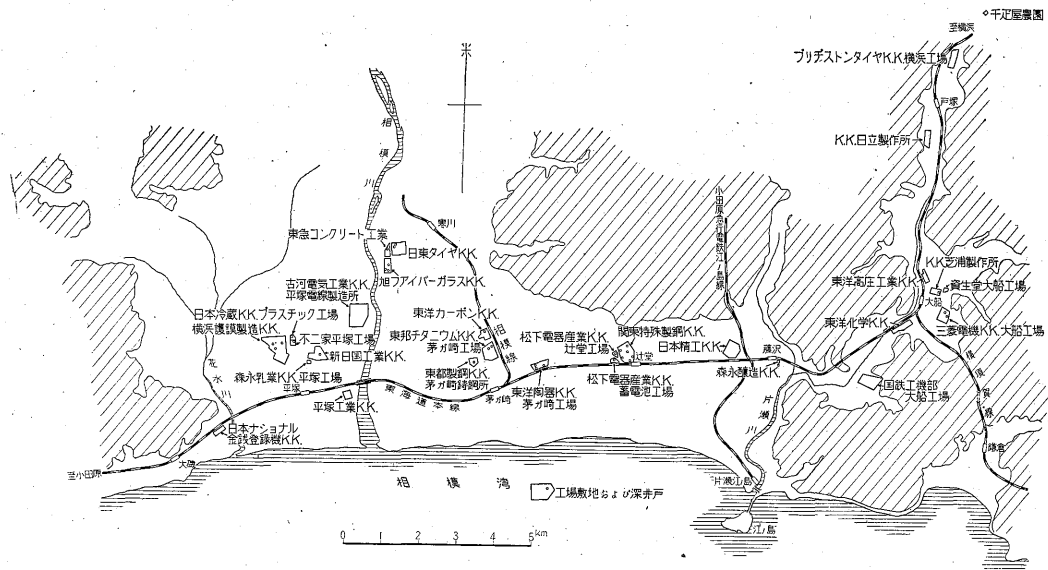 千疋屋農園
至横浜
ブリヂストンタイヤK.K.横浜工場
戸塚
K.K.日立製作所
相模川
小田原急行電鉄江ノ島線
寒川
東急コンクリート工業
日東タイヤK.K.
旭ファイバーグラスK.K.
古河電気工業K.K.
平塚電線製造所
東洋カーボンK.K.
日本冷蔵K.K.プラスチック工場
横浜護謨製造K.K.
不二家平塚工場
新日国工業K.K.
森永乳業K.K.平塚工場
東邦チタニウムK.K.
茅ガ崎工場
相模線
東都製鋼K.K.
茅ガ崎鋳鋼所
松下電器産業K.K.
辻堂工場
関東特殊製鋼K.K.
日本精工K.K.
辻堂
藤沢
森永醸造K.K.
松下電器産業K.K.
蓄電池工場
東洋陶器K.K.
茅ガ崎工場
茅ガ崎
東海道本線
平塚
平塚工業K.K.
花水川
日本ナショナル
金銭登録機K.K.
大磯
至小田原
K.K.芝浦製作所
東洋高圧工業K.K.
資生堂大船工場
大船
東洋化学K.K.
三菱電機K.K.大船工場
横須賀線
国鉄工機部
大船工場
鎌倉
片瀬川
片瀬江ノ島
江ノ島
相模湾
工場敷地および深井戸
0 1 2 3 4 5km